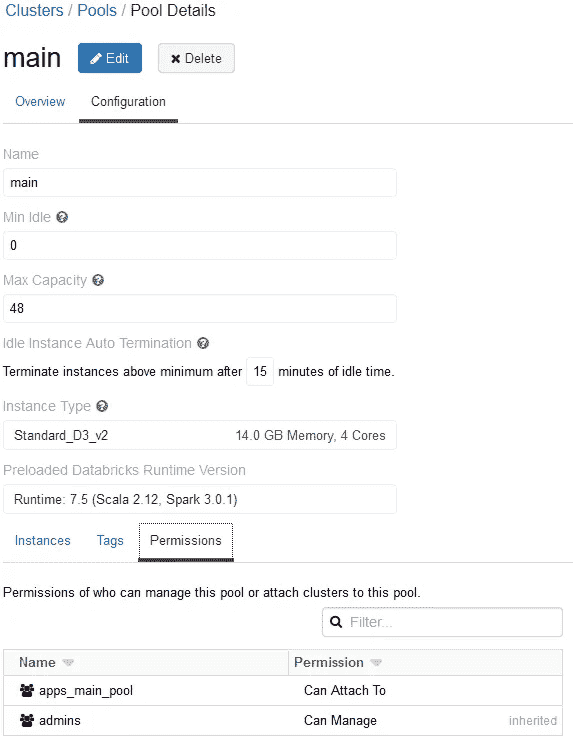 Clusters / Pools / Pool Details
main Edit Delete
Overview Configuration
Name
main
Min Idle
0
Max Capacity
48
Idle Instance Auto Termination
Terminate instances above minimum after 15 minutes of idle time.
Instance Type
Standard_D3_v2 14.0 GB Memory, 4 Cores
Preloaded Databricks Runtime Version
Runtime: 7.5 (Scala 2.12, Spark 3.0.1)
Instances Tags Permissions
Permissions of who can manage this pool or attach clusters to this pool.
Filter...
Name Permission
apps_main_pool Can Attach To
admins Can Manage inherited